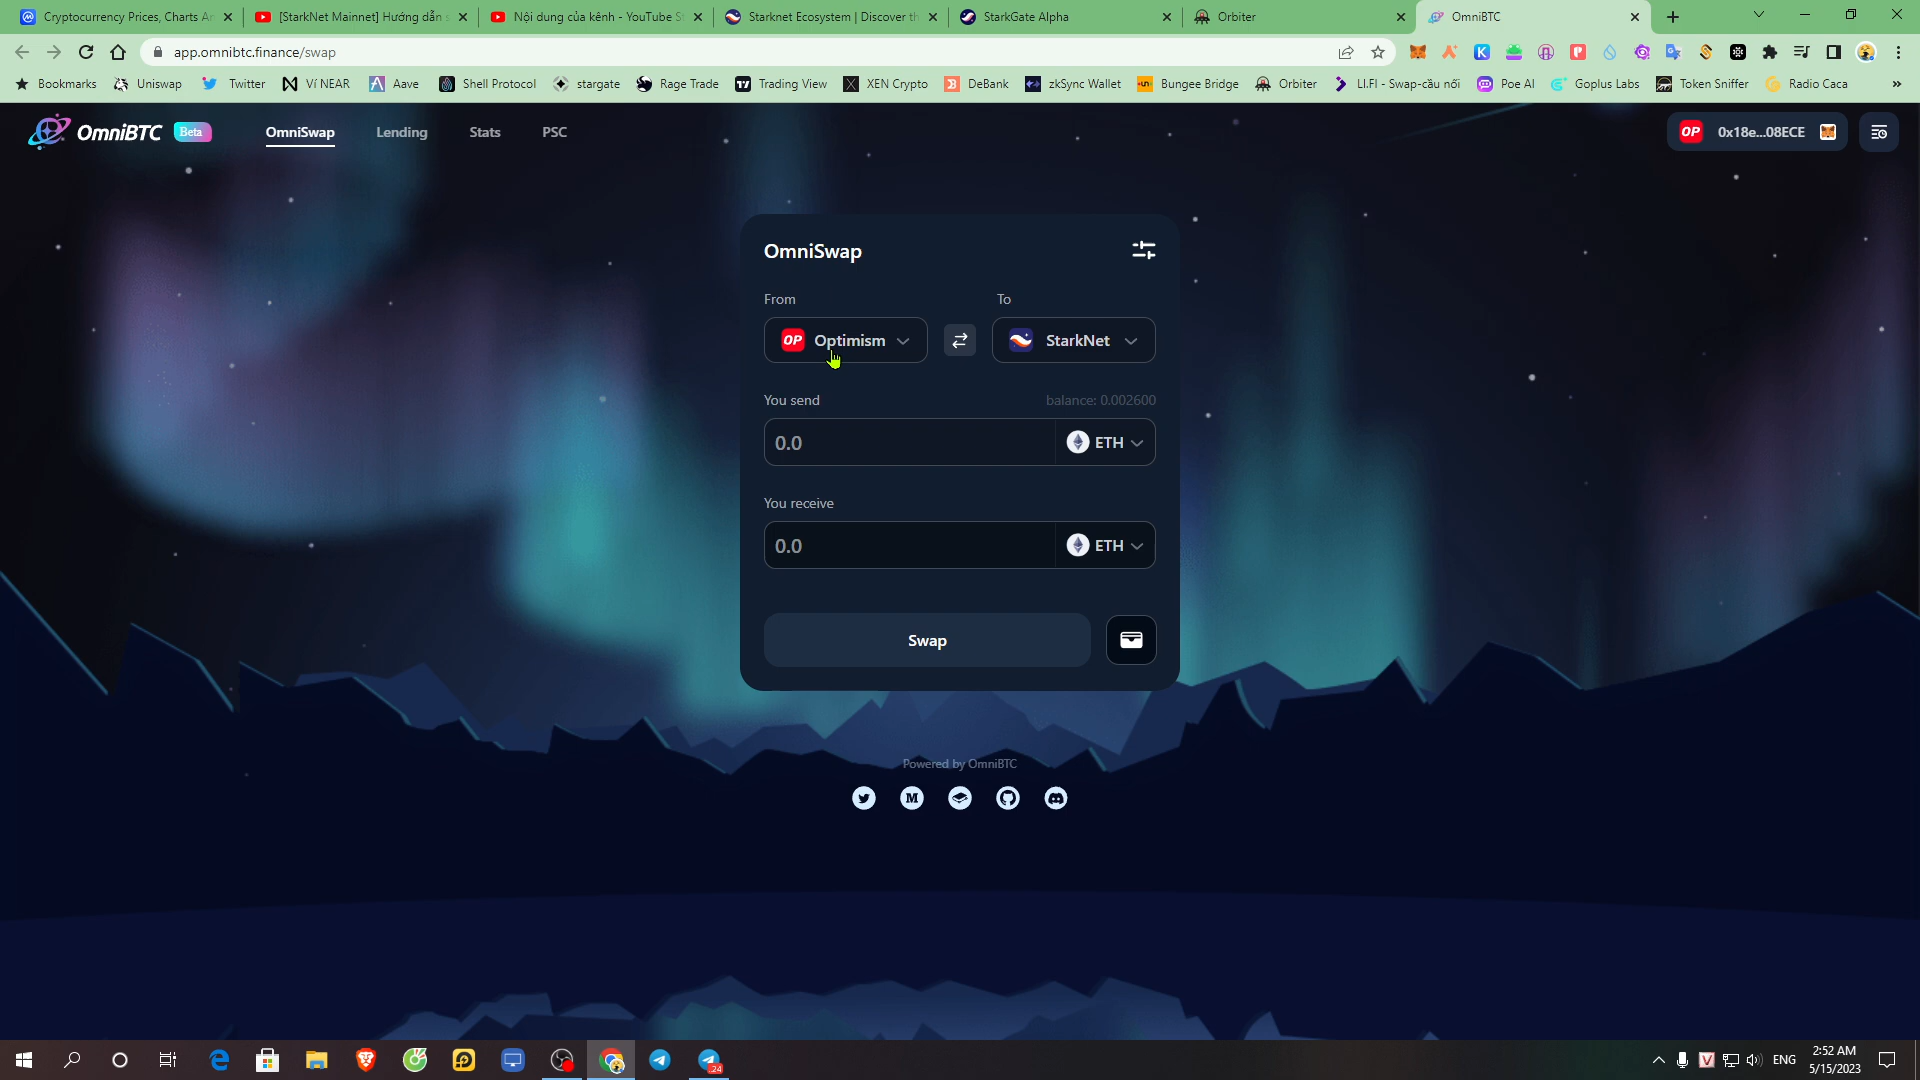 Cryptocurrency Prices, Charts Ar
[StarkNet Mainnet] Hướng dẫn s
Nội dung của kênh - YouTube S
Starknet Ecosystem | Discover th
StarkGate Alpha
Orbiter
OmniBTC
app.omnibtc.finance/swap
Bookmarks
Uniswap
Twitter
Ví NEAR
Aave
Shell Protocol
stargate
Rage Trade
Trading View
XEN Crypto
DeBank
zkSync Wallet
Bungee Bridge
Orbiter
LI.FI - Swap-cầu nối
Poe AI
Goplus Labs
Token Sniffer
Radio Caca
»
OmniBTC Beta
OmniSwap
Lending
Stats
PSC
OP 0x18e...08ECE
OmniSwap
From To
OP Optimism StarkNet
You send balance: 0.002600
0.0 ETH
You receive
0.0 ETH
Swap
Powered by OmniBTC
24
ENG
2:52 AM
5/15/2023